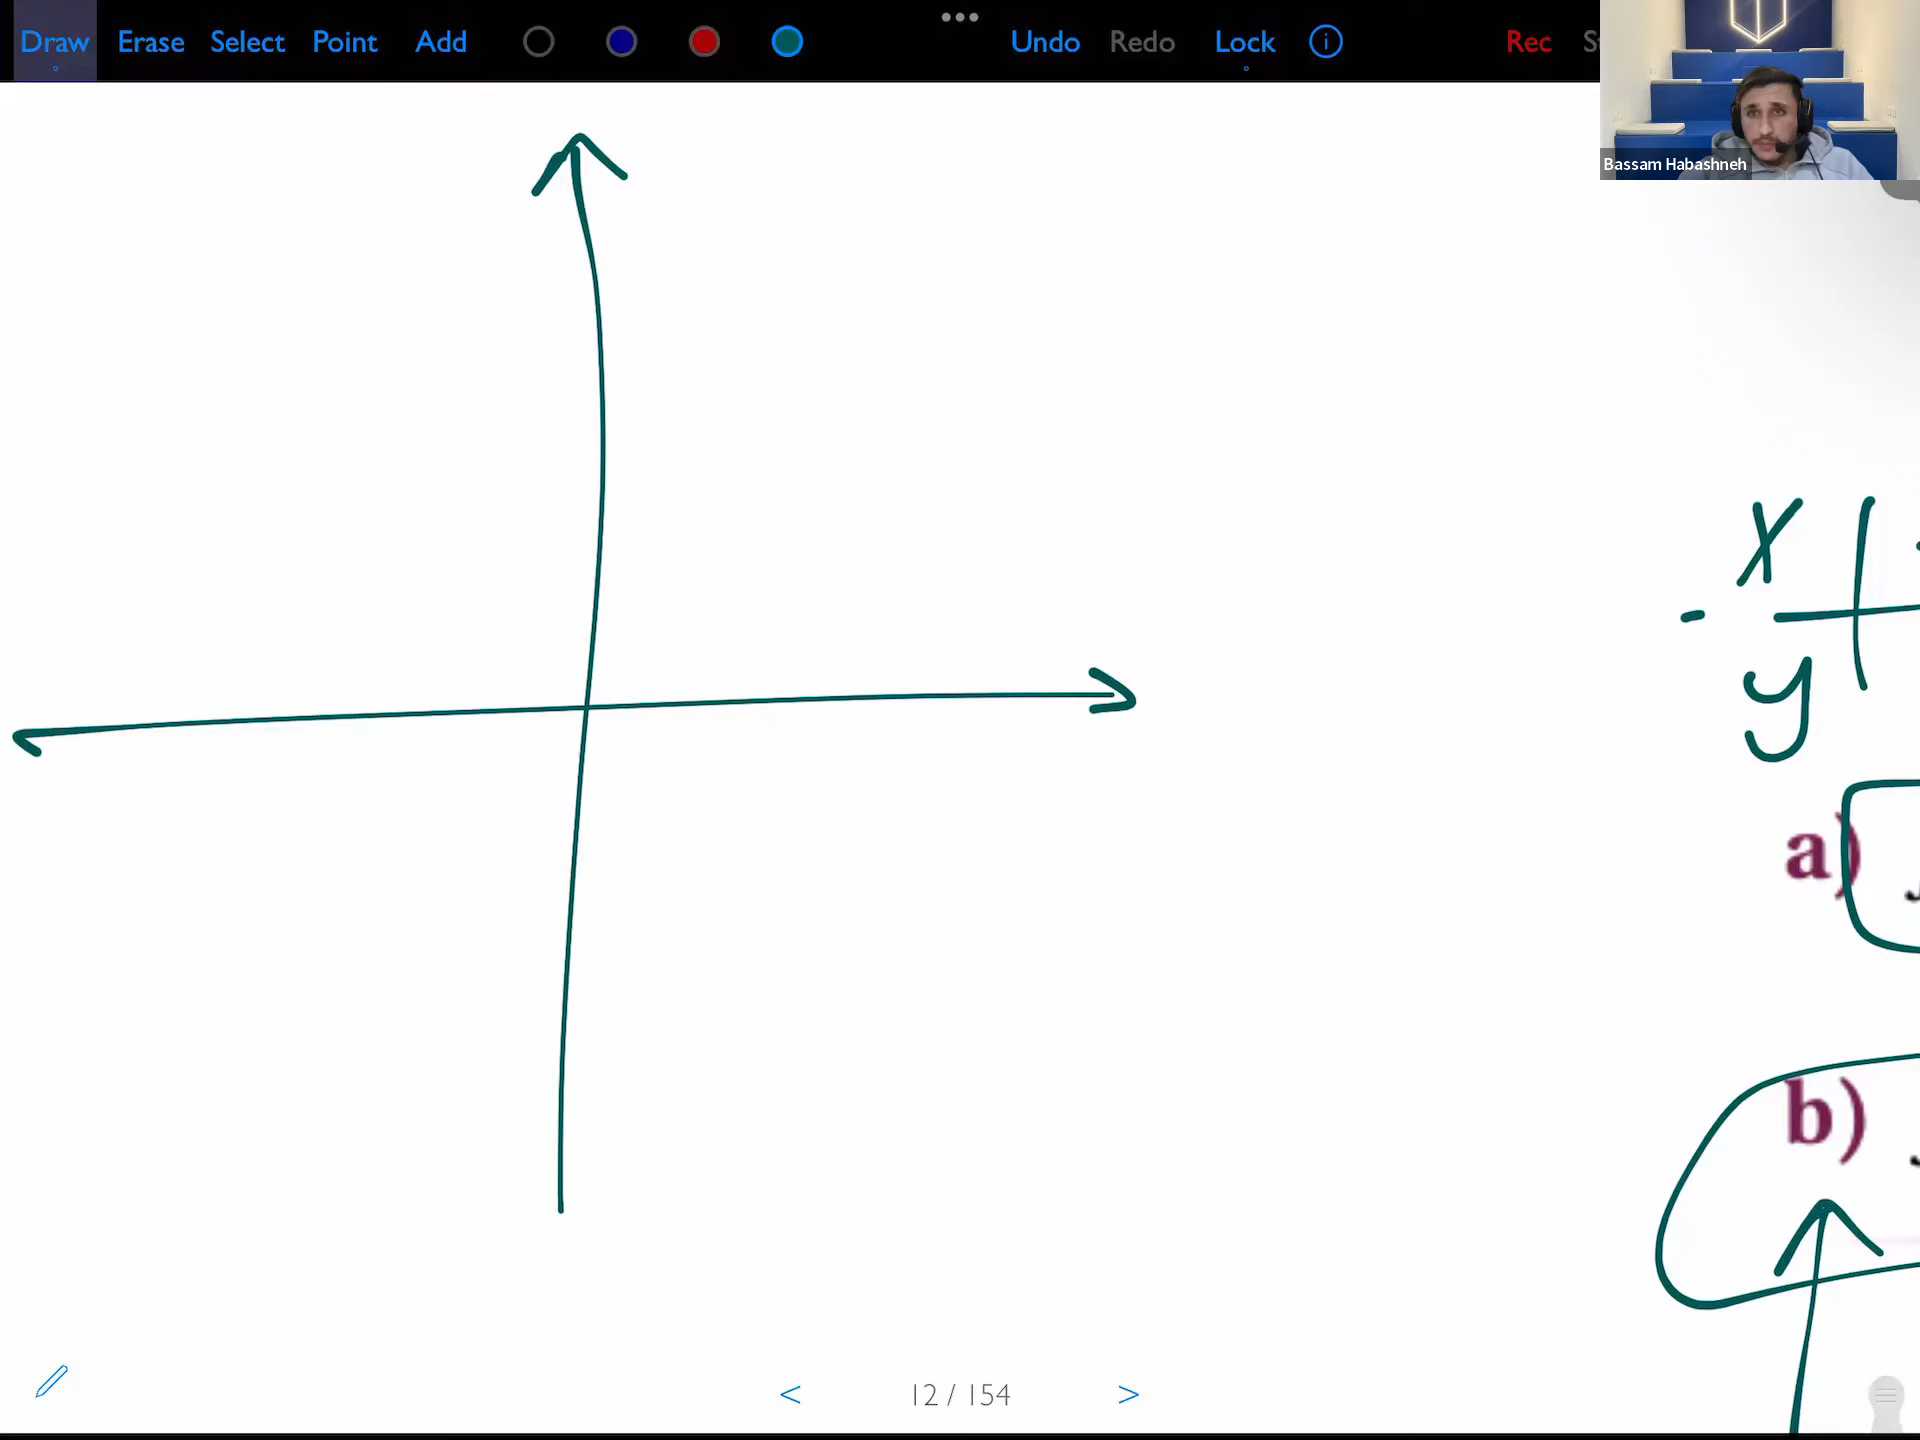 Draw Erase Select Point Add Undo Redo Lock Rec
Bassam Habashneh
x
y
a)
b)
< 12 / 154 >